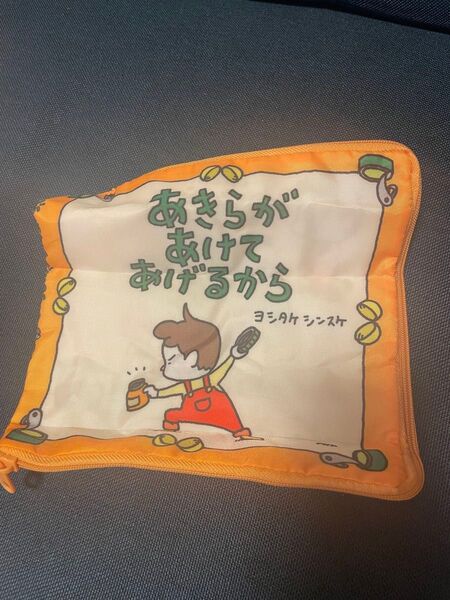 あきらが
あけて
あげるから
ヨシタケ シンスケ